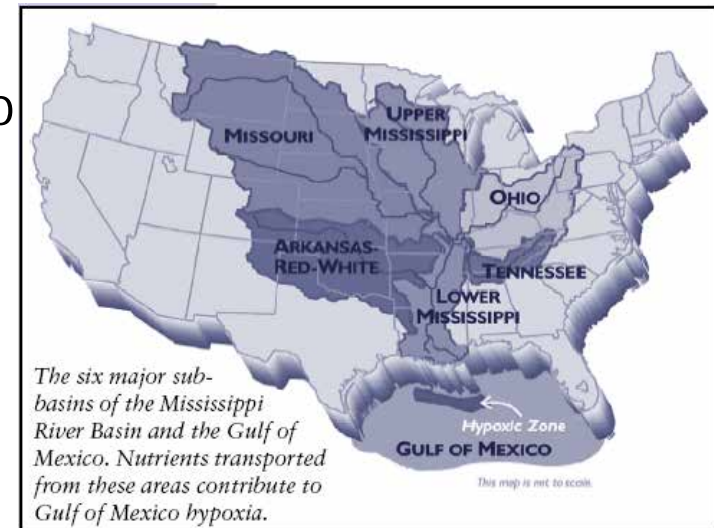 UPPER
MISSISSIPPI
MISSOURI
OHIO
ARKANSAS-
RED-WHITE
TENNESSEE
LOWER
MISSISSIPPI
The six major sub-
basins of the Mississippi
River Basin and the Gulf of
Mexico. Nutrients transported
from these areas contribute to
Gulf of Mexico hypoxia.
Hypoxic Zone
GULF OF MEXICO
This map is not to scale.